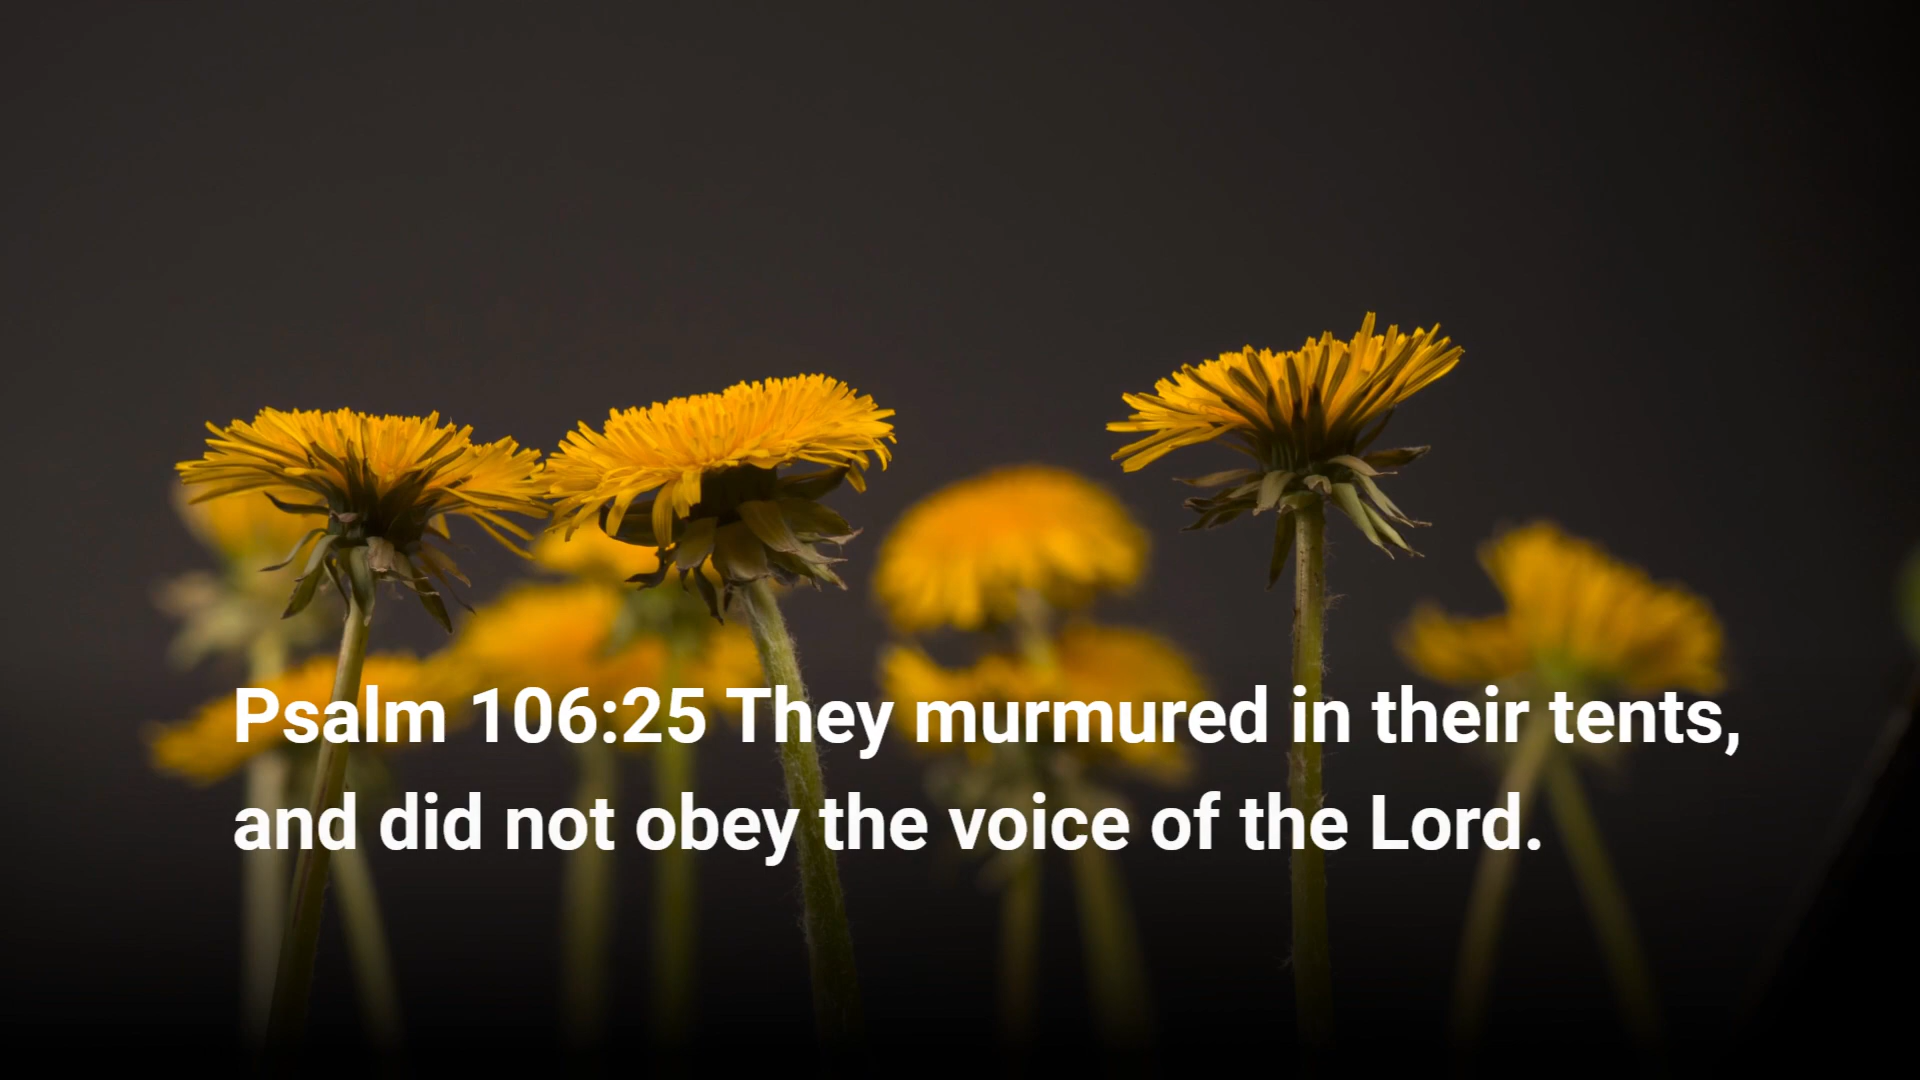 Psalm 106:25 They murmured in their tents,
and did not obey the voice of the Lord.